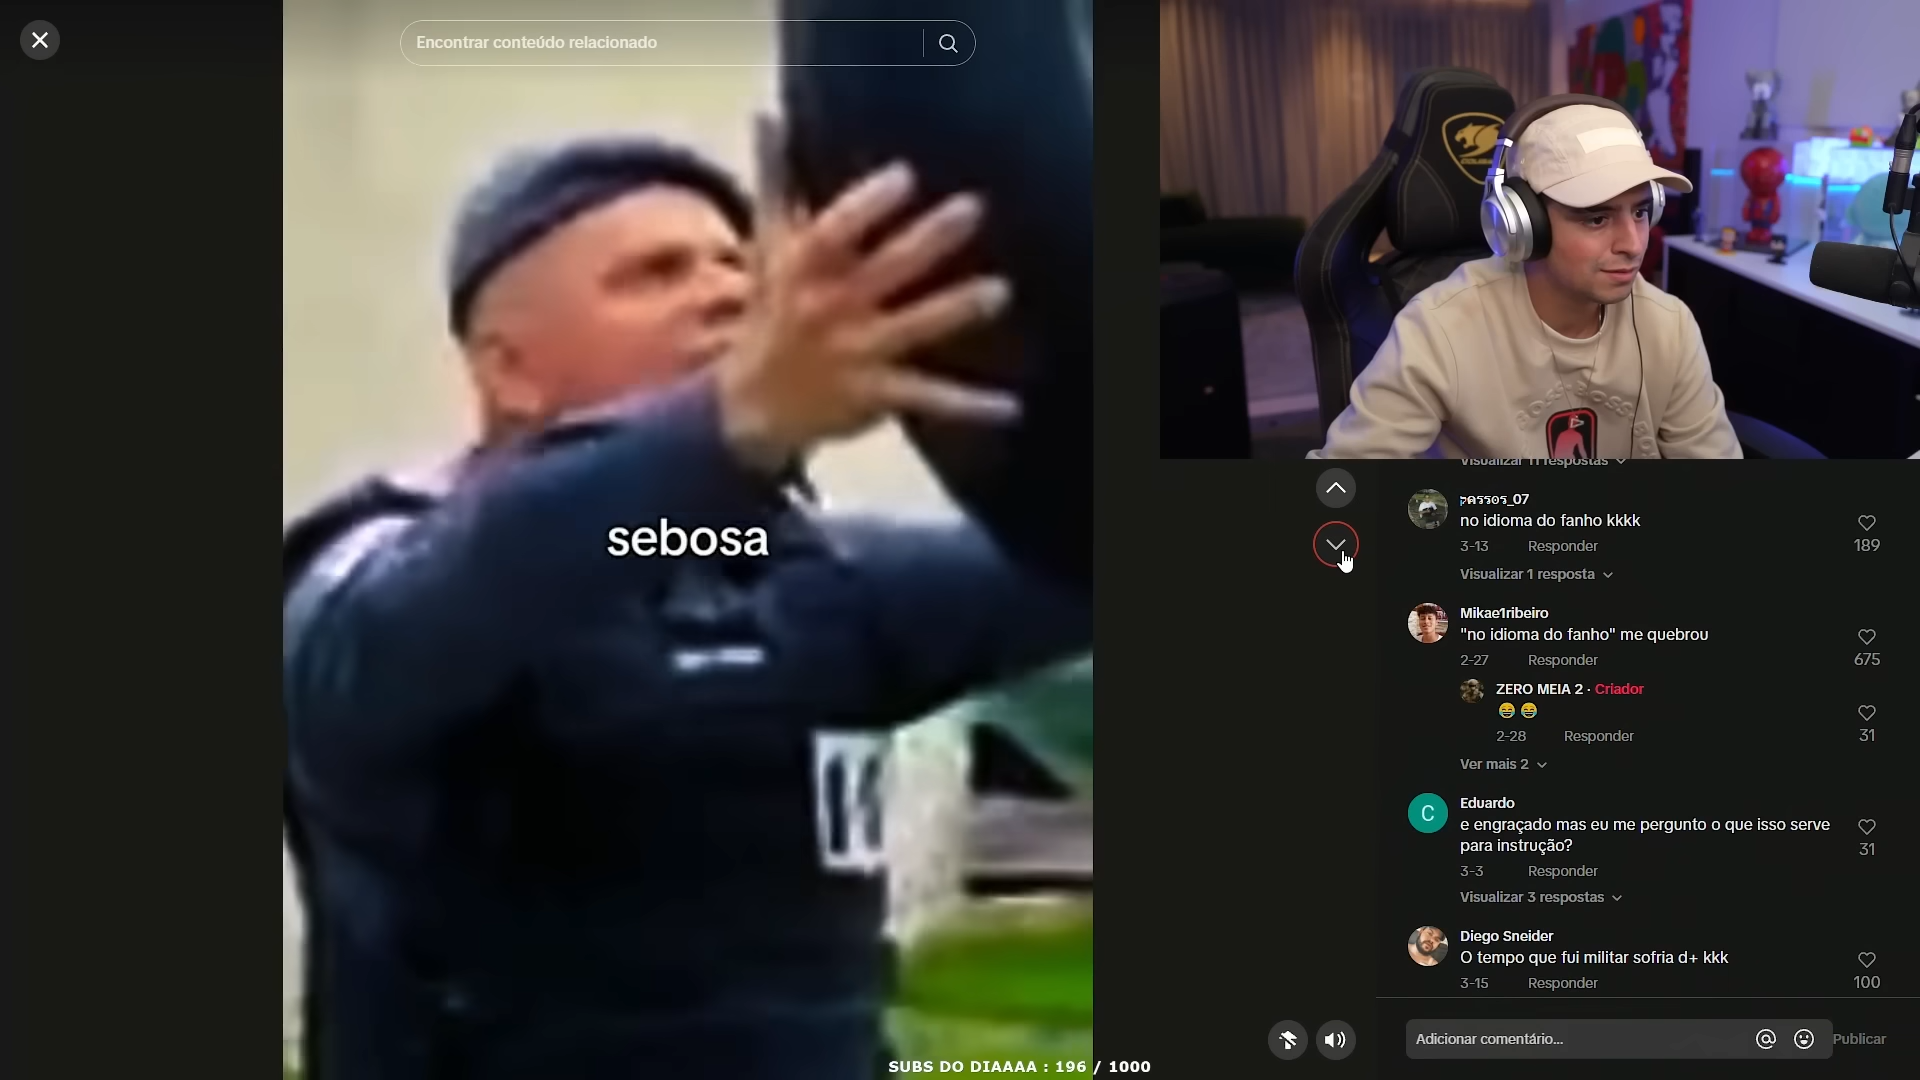 Encontrar conteúdo relacionado
sebosa
Visualizar 11 respostas
no idioma do fanho kkkk
3-13 Responder
189
Visualizar 1 resposta
Mikae1ribeiro
"no idioma do fanho" me quebrou
2-27 Responder
675
ZERO MEIA 2 · Criador
😂 😂
2-28 Responder
31
Ver mais 2
C
Eduardo
e engraçado mas eu me pergunto o que isso serve
para instrução?
3-3 Responder
31
Visualizar 3 respostas
Diego Sneider
O tempo que fui militar sofria d+ kkk
3-15 Responder
100
Adicionar comentário...
Publicar
SUBS DO DIAAAA : 196 / 1000